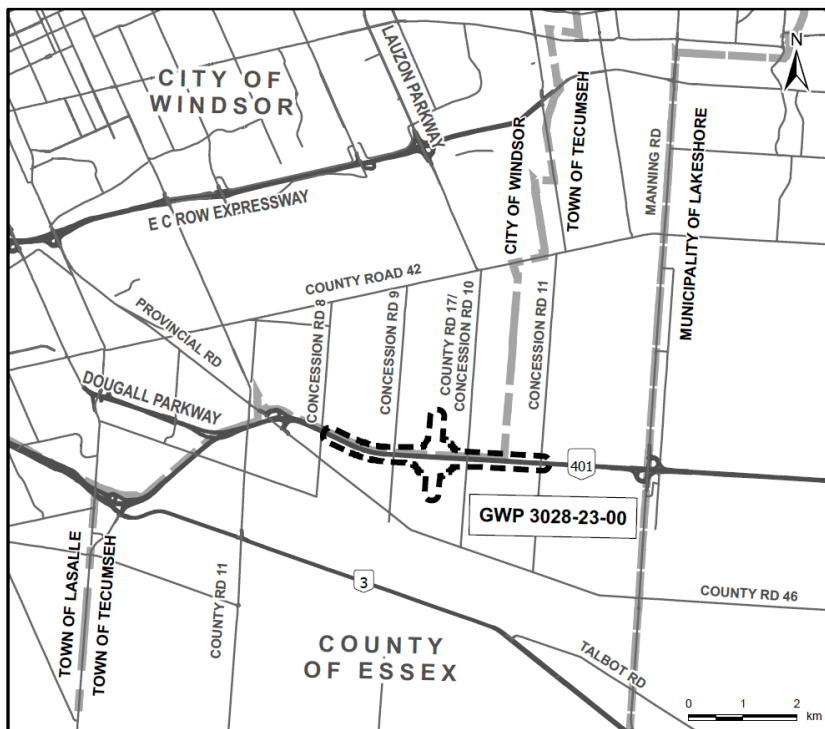 CITY OF
WINDSOR
LAUZON PARKWAY
N
CITY OF WINDSOR
TOWN OF TECUMSEH
MANNING RD
MUNICIPALITY OF LAKESHORE
E C ROW EXPRESSWAY
COUNTY ROAD 42
PROVINCIAL RD
CONCESSION RD 8
CONCESSION RD 9
COUNTY RD 17/
CONCESSION RD 10
CONCESSION RD 11
DOUGALL PARKWAY
401
GWP 3028-23-00
TOWN OF LASALLE
TOWN OF TECUMSEH
COUNTY RD 11
3
COUNTY RD 46
COUNTY
OF ESSEX
TALBOT RD
0 1 2
km